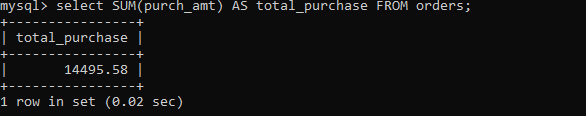 mysql> select SUM(purch_amt) AS total_purchase FROM orders;
+----------------+
| total_purchase |
+----------------+
|       14495.58 |
+----------------+
1 row in set (0.02 sec)